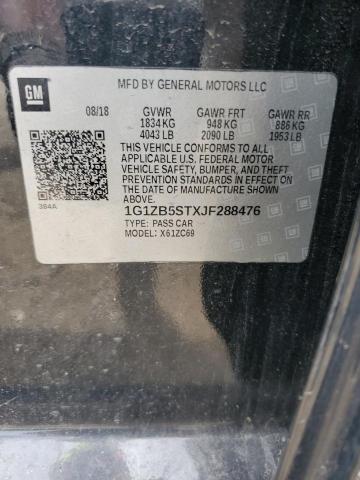 GM
MFD BY GENERAL MOTORS LLC
08/18 GVWR GAWR FRT GAWR RR
1834 KG 948 KG 886 KG
4043 LB 2090 LB 1953 LB
THIS VEHICLE CONFORMS TO ALL
APPLICABLE U.S. FEDERAL MOTOR
VEHICLE SAFETY, BUMPER, AND THEFT
PREVENTION STANDARDS IN EFFECT ON THE
DATE OF MANUFACTURE SHOWN
ABOVE.
384A
1G1ZB5STXJF288476
TYPE: PASS CAR
MODEL: X61ZC69